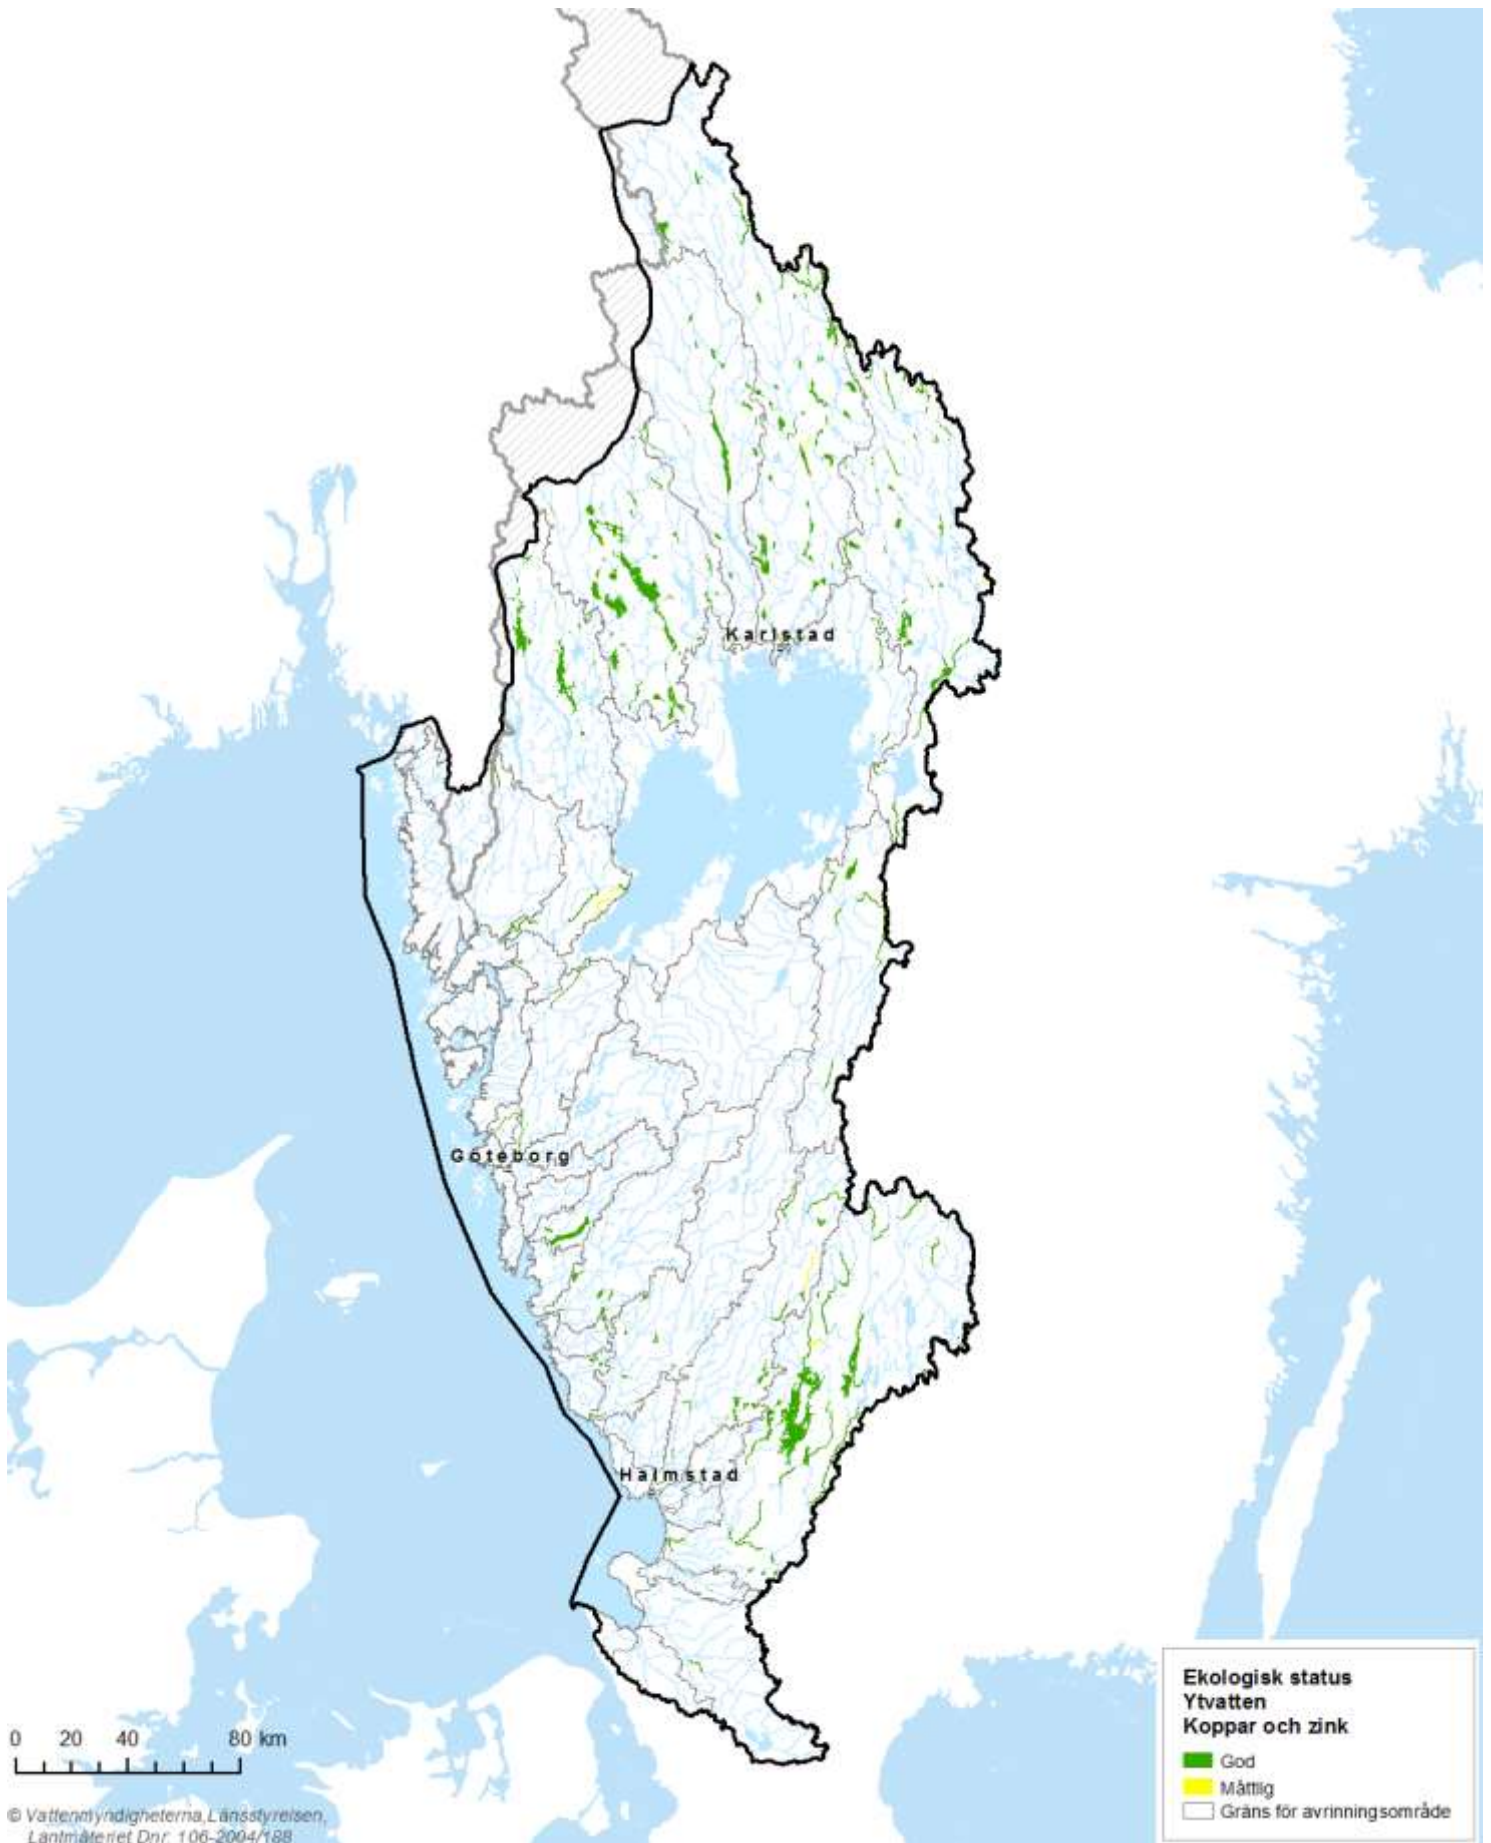 Karlstad
Göteborg
Halmstad
Ekologisk status
Ytvatten
Koppar och zink
God
Måttlig
Gräns för avrinningsområde
0 20 40 80 km
© Vattenmyndigheterna, Länsstyrelsen,
Lantmäteriet Dnr: 106-2004/188